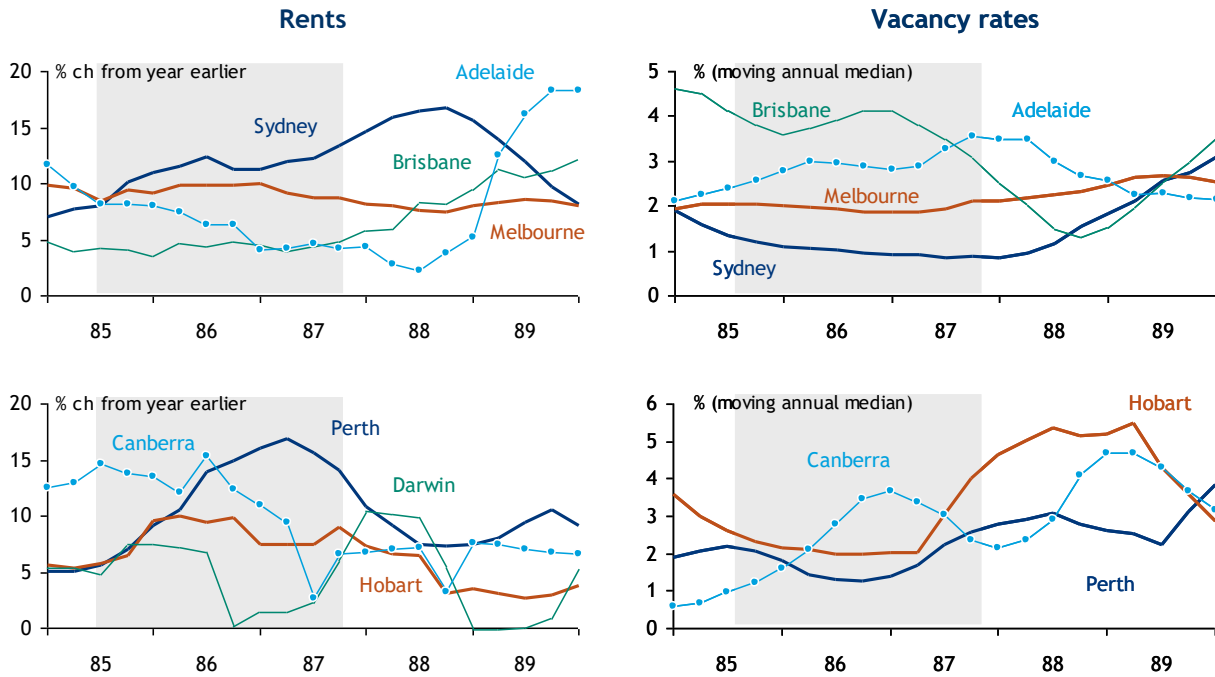 Rents
Vacancy rates
20
% ch from year earlier
Adelaide
15
Sydney
Brisbane
10
Melbourne
5
0
85 86 87 88 89
5
% (moving annual median)
Brisbane
Adelaide
4
3
Melbourne
2
1
Sydney
0
85 86 87 88 89
20
% ch from year earlier
Canberra
Perth
15
Darwin
10
5
Hobart
0
85 86 87 88 89
6
% (moving annual median)
Hobart
5
Canberra
4
3
2
Perth
1
0
85 86 87 88 89